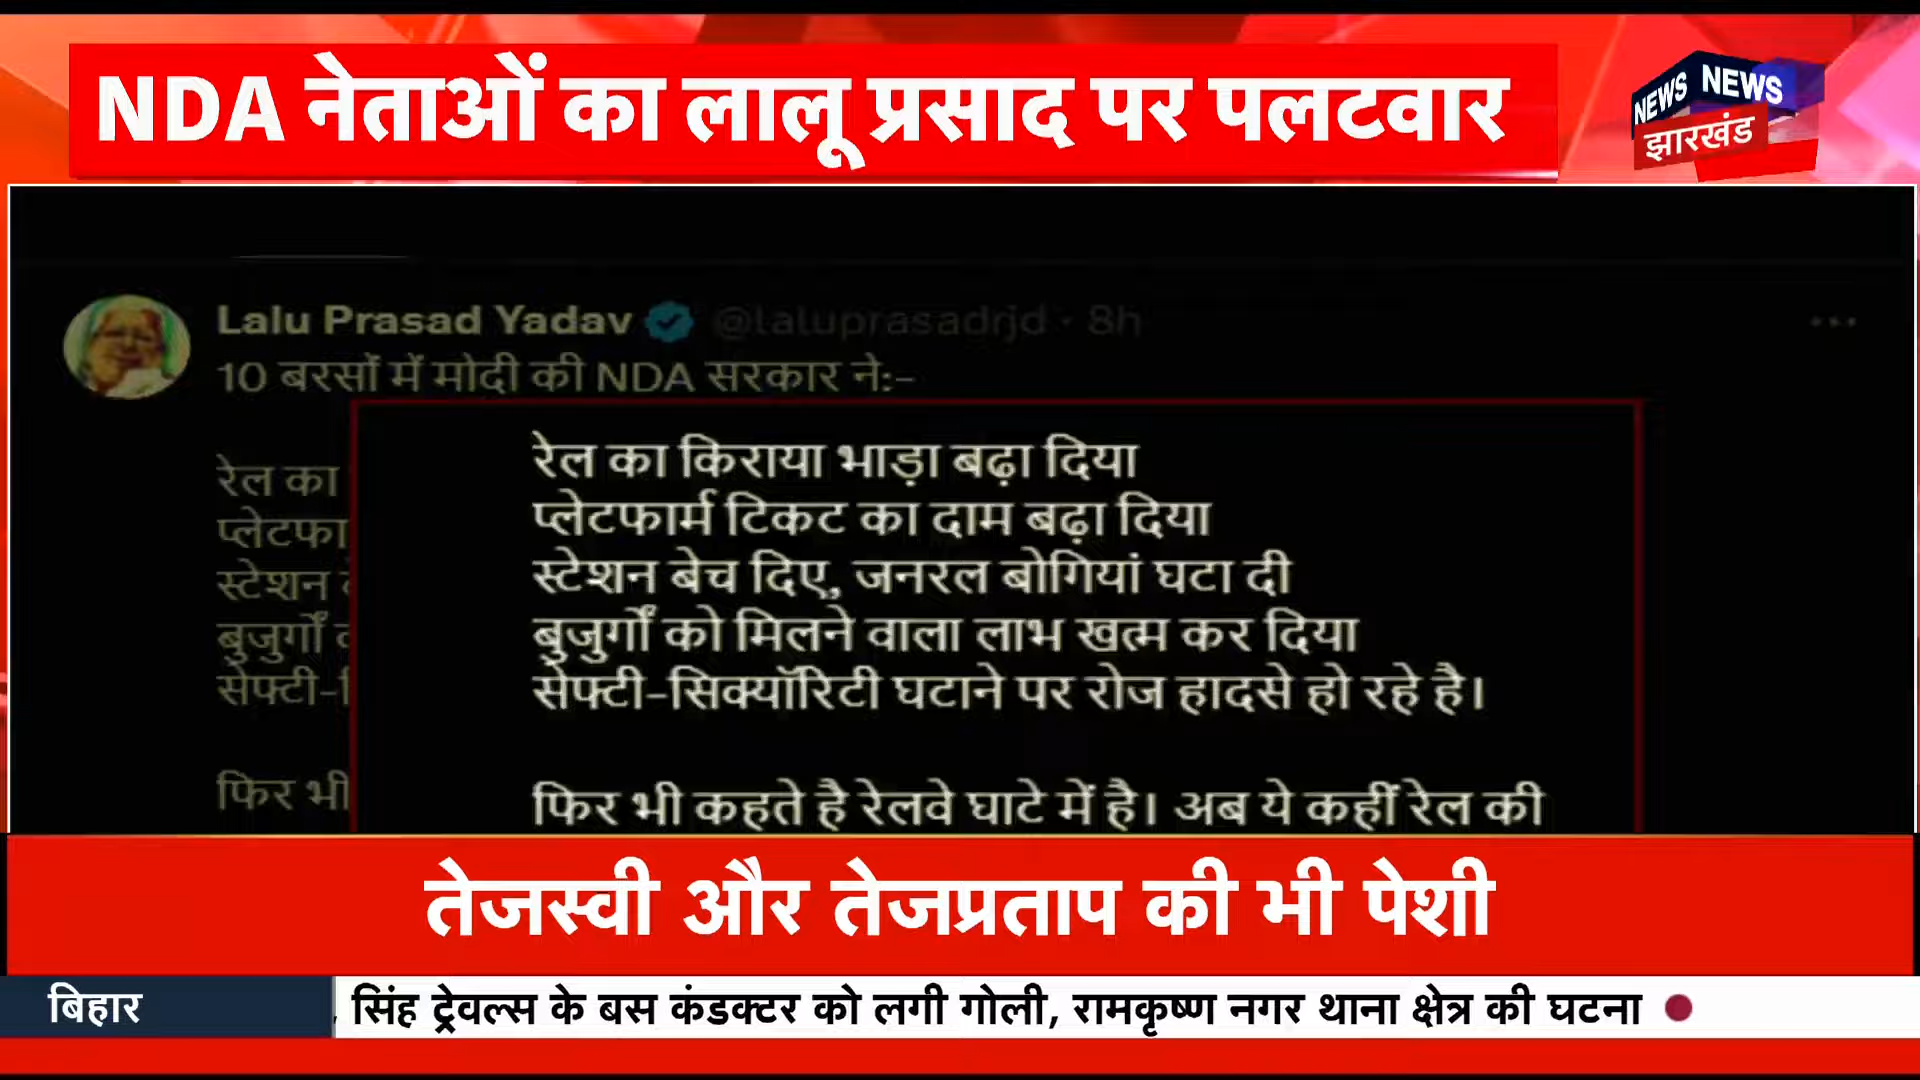 NDA नेताओं का लालू प्रसाद पर पलटवार
NEWS NEWS
झारखंड
Lalu Prasad Yadav @laluprasadrjd · 8h
10 बरसों में मोदी की NDA सरकार ने:-
रेल का
प्लेटफा
स्टेशन
बुजुर्गों
सेफ्टी-
फिर भी
रेल का किराया भाड़ा बढ़ा दिया
प्लेटफार्म टिकट का दाम बढ़ा दिया
स्टेशन बेच दिए, जनरल बोगियां घटा दी
बुजुर्गों को मिलने वाला लाभ खत्म कर दिया
सेफ्टी-सिक्यॉरिटी घटाने पर रोज हादसे हो रहे है।
फिर भी कहते है रेलवे घाटे में है। अब ये कहीं रेल की
तेजस्वी और तेजप्रताप की भी पेशी
बिहार
सिंह ट्रेवल्स के बस कंडक्टर को लगी गोली, रामकृष्ण नगर थाना क्षेत्र की घटना